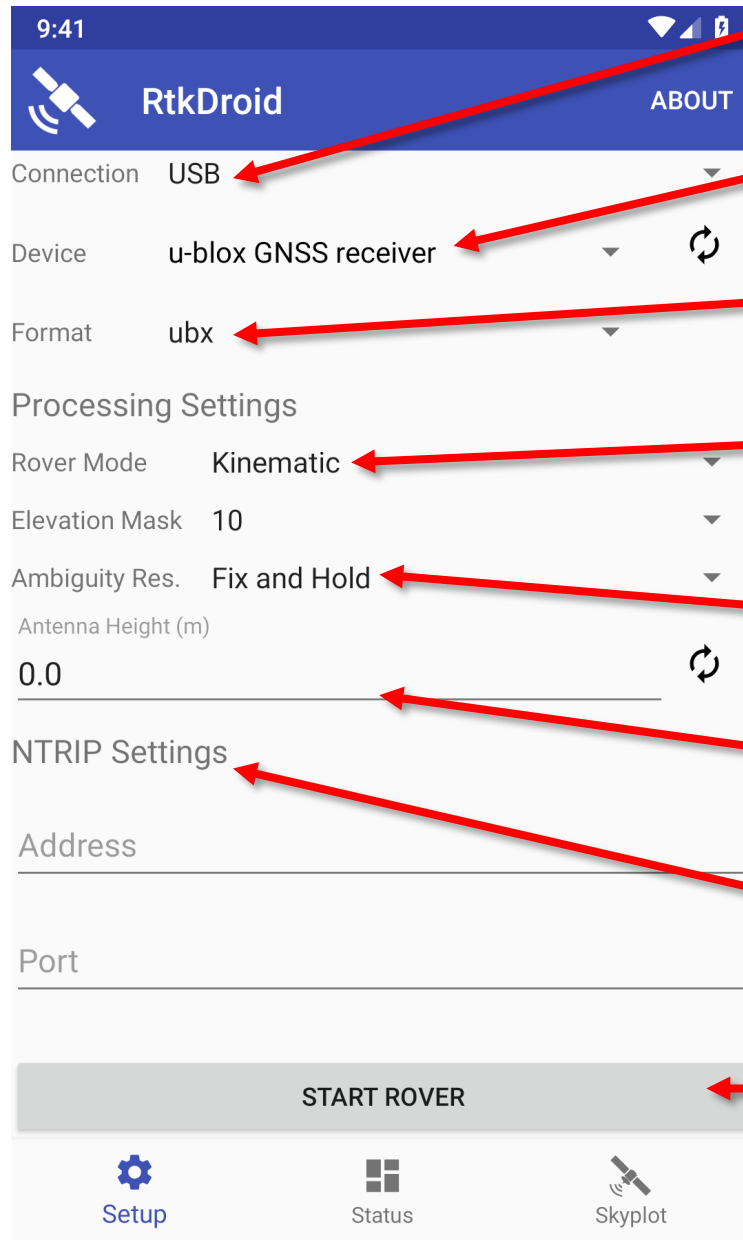 9:41
RtkDroid ABOUT
Connection USB
Device u-blox GNSS receiver
Format ubx
Processing Settings
Rover Mode Kinematic
Elevation Mask 10
Ambiguity Res. Fix and Hold
Antenna Height (m)
0.0
NTRIP Settings
Address
Port
START ROVER
Setup Status Skyplot